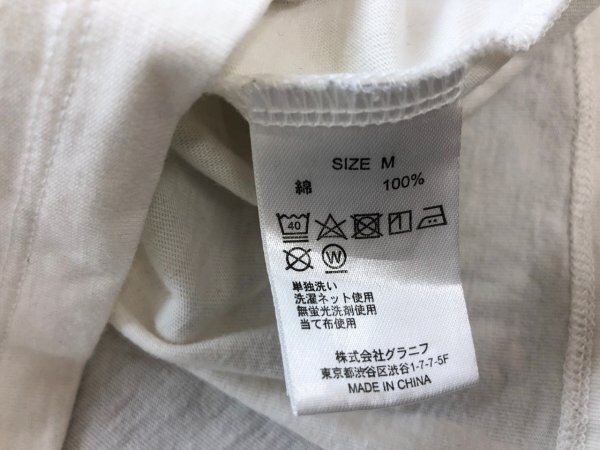 SIZE M
綿 100%
40
W
単独洗い
洗濯ネット使用
無蛍光洗剤使用
当て布使用
株式会社グラニフ
東京都渋谷区渋谷1-7-7-5F
MADE IN CHINA